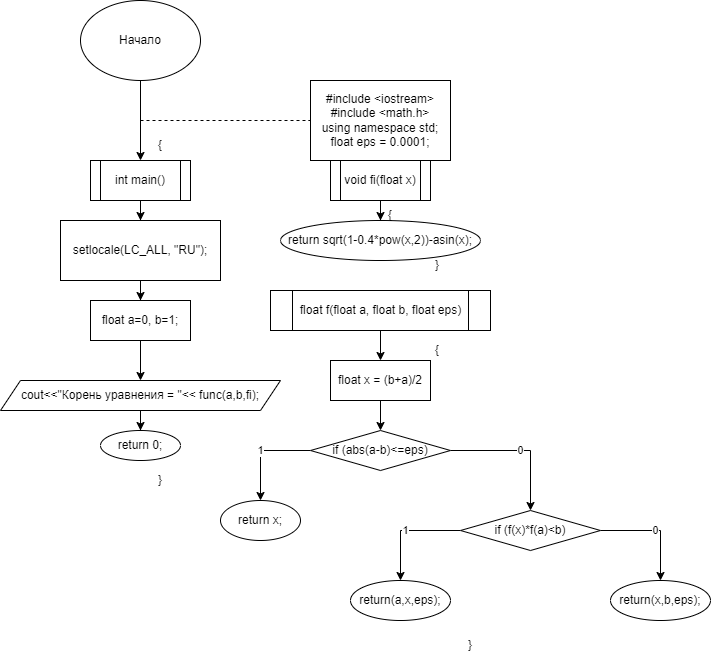 Начало
#include <iostream>
#include <math.h>
using namespace std;
float eps = 0.0001;
{
int main()
void fi(float x)
{
setlocale(LC_ALL, "RU");
return sqrt(1-0.4*pow(x,2))-asin(x);
}
float a=0, b=1;
float f(float a, float b, float eps)
{
float x = (b+a)/2
cout<<"Корень уравнения = "<< func(a,b,fi);
return 0;
1
if (abs(a-b)<=eps)
0
}
return x;
1
if (f(x)*f(a)<b)
0
return(a,x,eps);
return(x,b,eps);
}